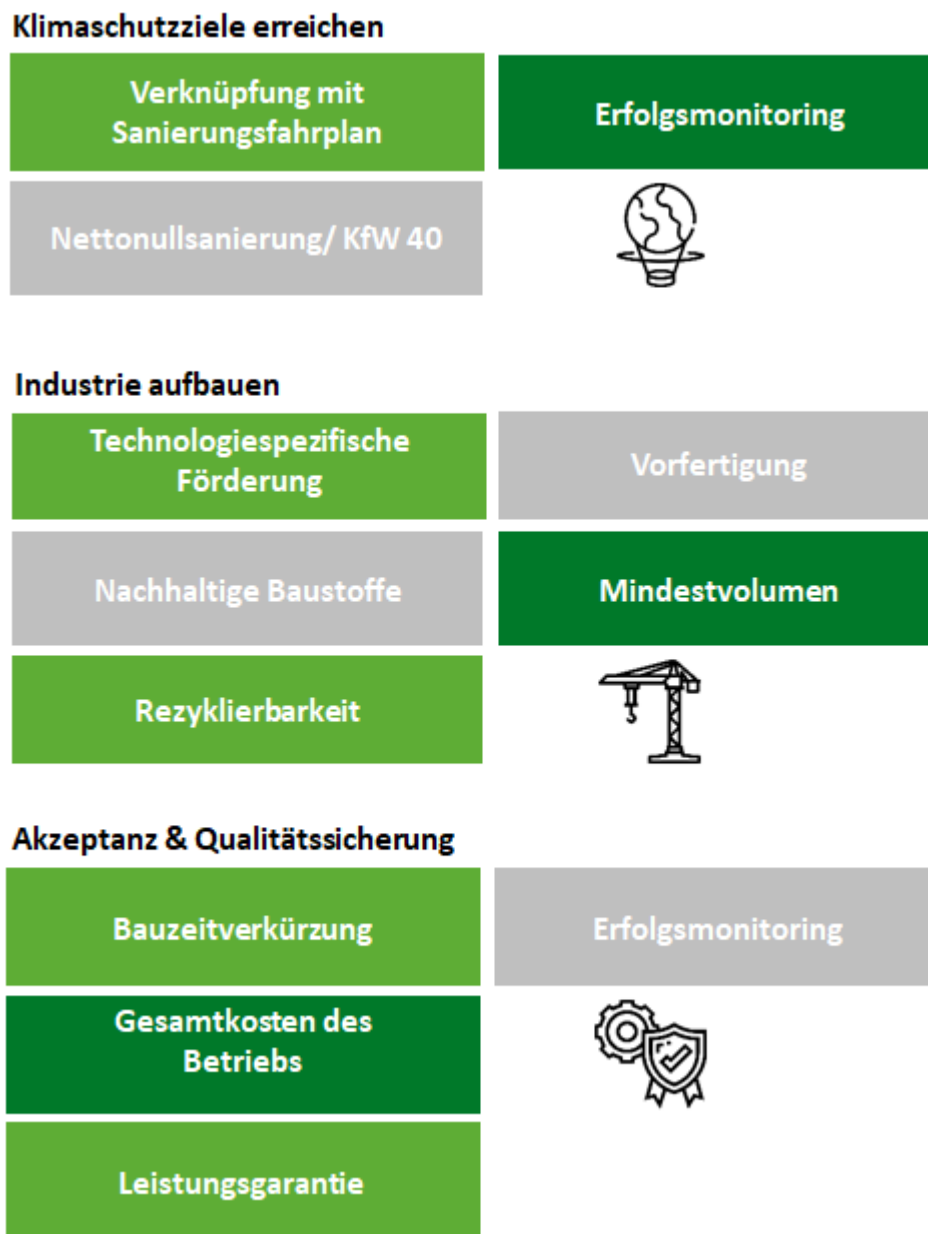 Klimaschutzziele erreichen
Verknüpfung mit
Sanierungsfahrplan
Erfolgsmonitoring
Nettonullsanierung/ KfW 40
Industrie aufbauen
Technologiespezifische
Förderung
Vorfertigung
Nachhaltige Baustoffe
Mindestvolumen
Rezyklierbarkeit
Akzeptanz & Qualitätssicherung
Bauzeitverkürzung
Erfolgsmonitoring
Gesamtkosten des
Betriebs
Leistungsgarantie